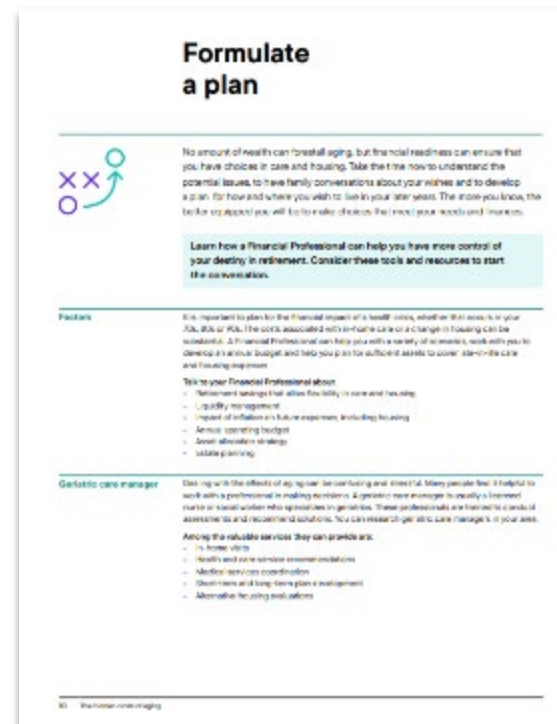 Formulate
a plan
No amount of wealth can forestall aging, but financial readiness can ensure that
you have choices in care and housing. Take the time now to understand the
potential issues, to have family conversations about your wishes and to develop
a plan for how and where you wish to live in your later years. The more you know, the
better equipped you will be to make choices that meet your needs and finances.
Learn how a Financial Professional can help you have more control of
your destiny in retirement. Consider these tools and resources to start
the conversation.
Factors
It is important to plan for the financial impact of a health crisis, whether that occurs in your
70s, 80s or 90s. The costs associated with in-home care or a change in housing can be
substantial. A Financial Professional can help you with a variety of scenarios, work with you to
develop an annual budget and help you plan for sufficient assets to cover late-in-life care
and housing expenses.
Talk to your Financial Professional about:
- Retirement savings that allow flexibility in care and housing
- Liquidity management
- Impact of inflation on future expenses, including housing
- Annual spending budget
- Asset allocation strategy
- Estate planning
Geriatric care manager
Dealing with the effects of aging can be confusing and stressful. Many people find it helpful to
work with a professional in making decisions. A geriatric care manager is usually a licensed
nurse or social worker who specializes in geriatrics. These professionals are trained to conduct
assessments and recommend solutions. You can research geriatric care managers in your area.
Among the valuable services they can provide are:
- In-home visits
- Health and care service recommendations
- Medical services coordination
- Short-term and long-term plan development
- Alternative housing evaluations
10 The hidden costs of aging